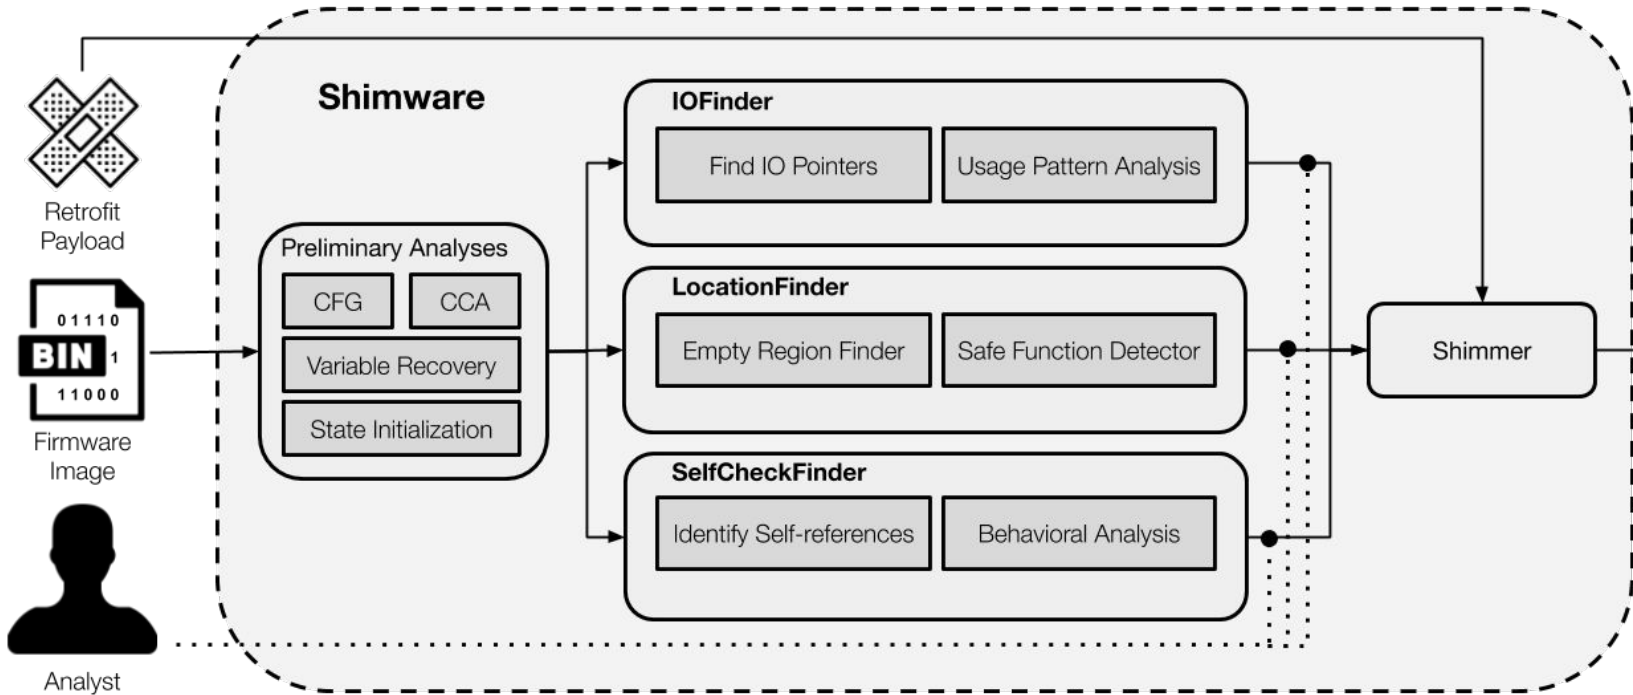 Shimware
Retrofit
Payload
01110
BIN 1
11000
Firmware
Image
Analyst
Preliminary Analyses
CFG CCA
Variable Recovery
State Initialization
IOFinder
Find IO Pointers Usage Pattern Analysis
LocationFinder
Empty Region Finder Safe Function Detector
SelfCheckFinder
Identify Self-references Behavioral Analysis
Shimmer